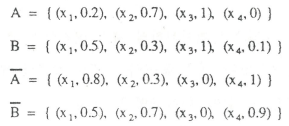 A = { (x₁, 0.2), (x₂, 0.7), (x₃, 1), (x₄, 0) }
B = { (x₁, 0.5), (x₂, 0.3), (x₃, 1), (x₄, 0.1) }
A̅ = { (x₁, 0.8), (x₂, 0.3), (x₃, 0), (x₄, 1) }
B̅ = { (x₁, 0.5), (x₂, 0.7), (x₃, 0), (x₄, 0.9) }